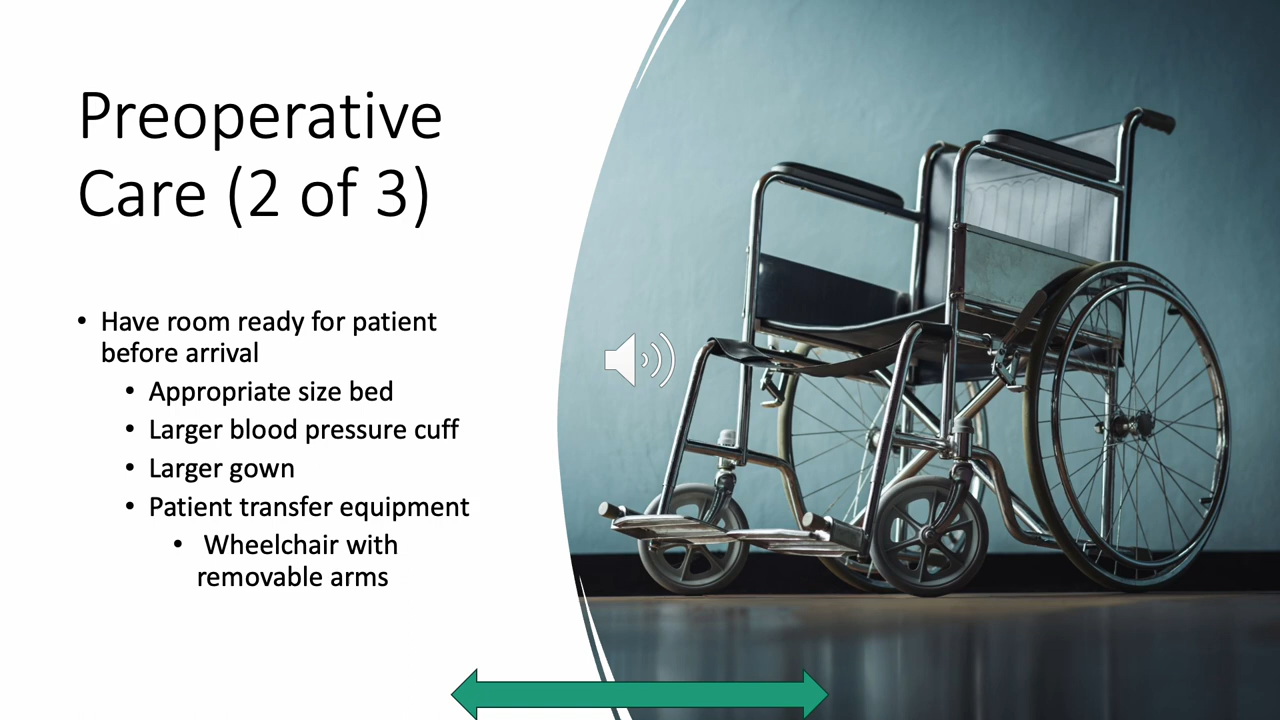 Preoperative
Care (2 of 3)
• Have room ready for patient
before arrival
• Appropriate size bed
• Larger blood pressure cuff
• Larger gown
• Patient transfer equipment
• Wheelchair with
removable arms